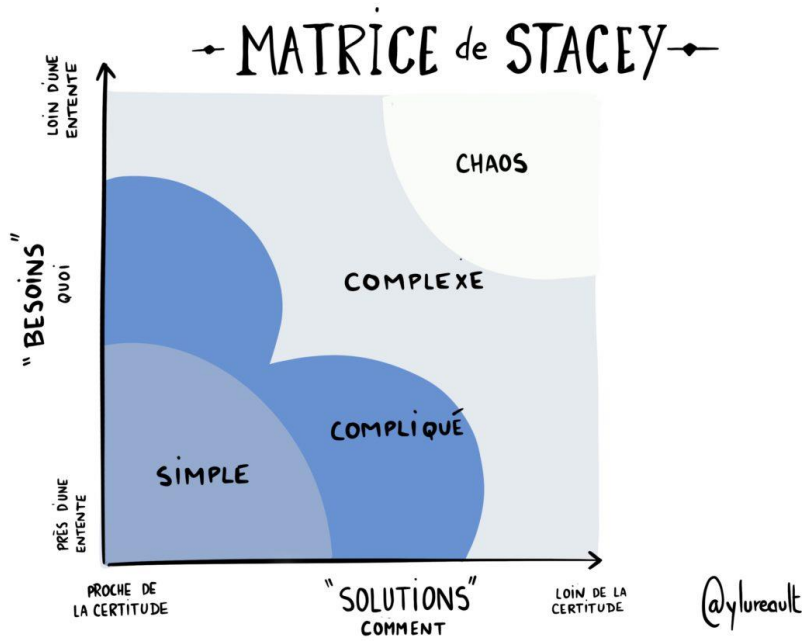 MATRICE de STACEY
LOIN D'UNE
ENTENTE
CHAOS
"BESOINS"
QUOI
COMPLEXE
COMPLIQUÉ
SIMPLE
PRÈS D'UNE
ENTENTE
PROCHE DE
LA CERTITUDE
"SOLUTIONS"
COMMENT
LOIN DE LA
CERTITUDE
@ylureault